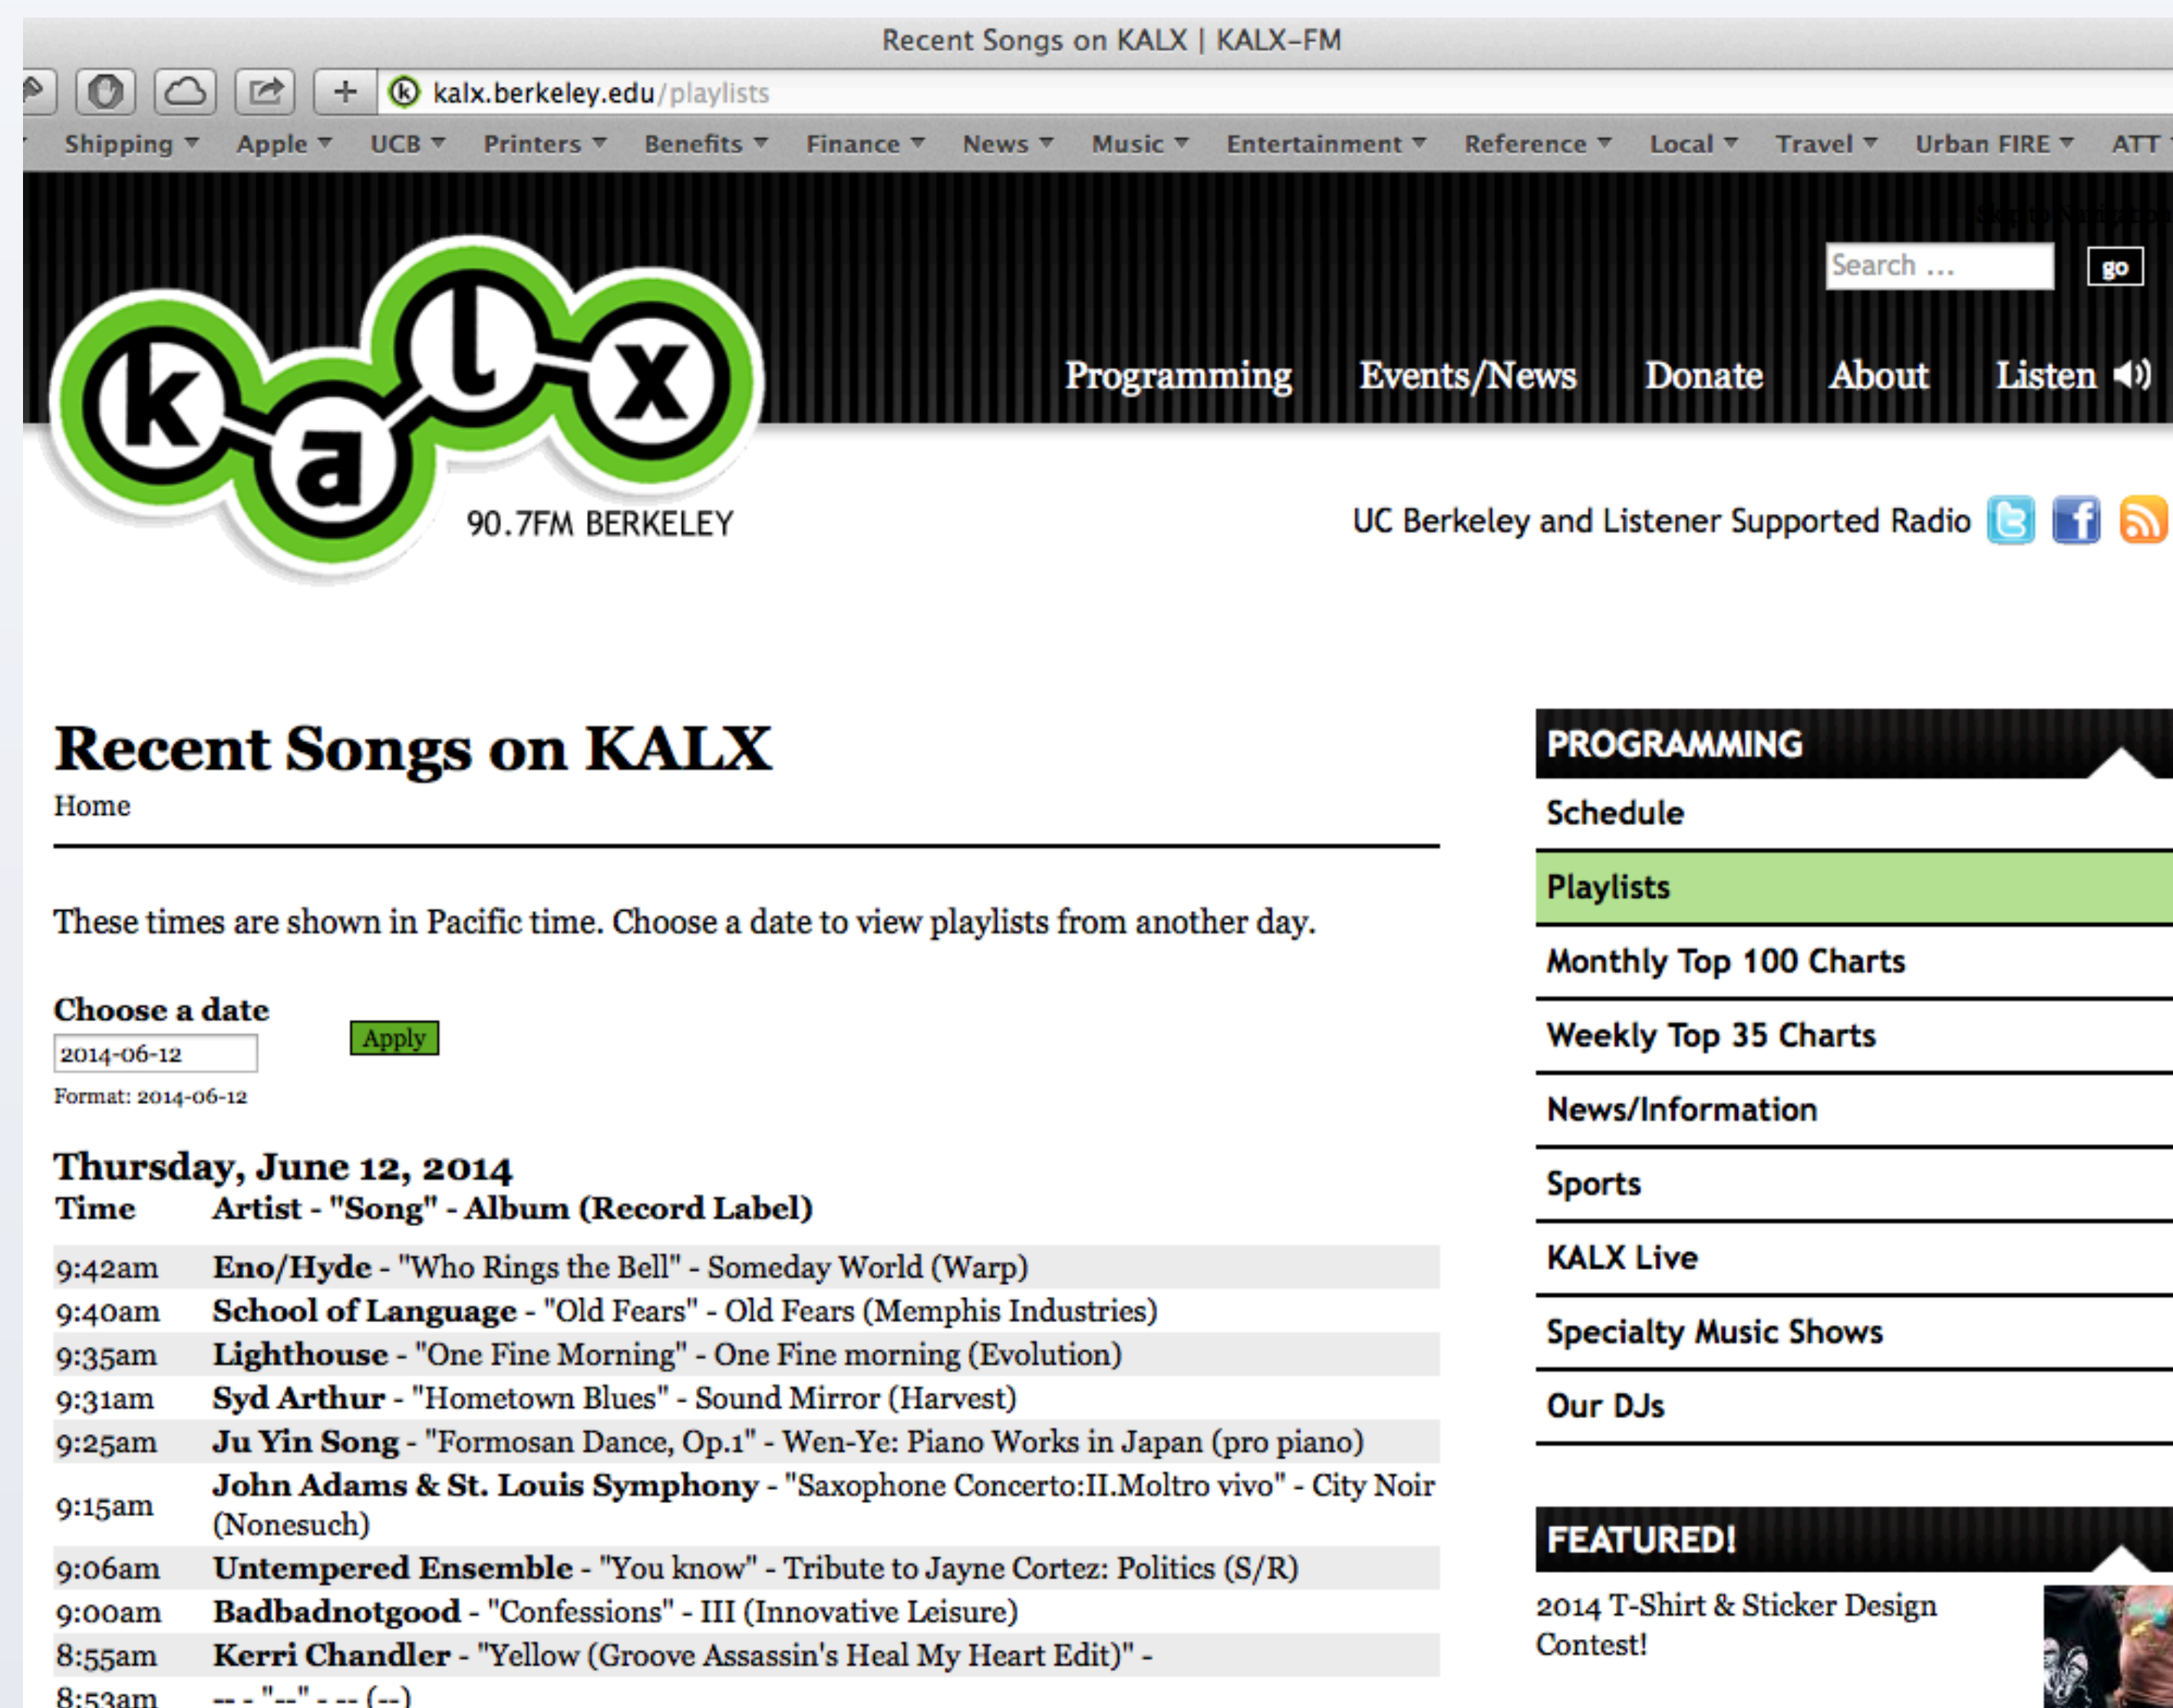 Recent Songs on KALX | KALX-FM
kalx.berkeley.edu/playlists
Shipping Apple UCB Printers Benefits Finance News Music Entertainment Reference Local Travel Urban FIRE ATT
Search ...
go
kalx
Programming Events/News Donate About Listen
90.7FM BERKELEY
UC Berkeley and Listener Supported Radio
Recent Songs on KALX
Home
These times are shown in Pacific time. Choose a date to view playlists from another day.
Choose a date
2014-06-12
Apply
Format: 2014-06-12
Thursday, June 12, 2014
Time Artist - "Song" - Album (Record Label)
9:42am Eno/Hyde - "Who Rings the Bell" - Someday World (Warp)
9:40am School of Language - "Old Fears" - Old Fears (Memphis Industries)
9:35am Lighthouse - "One Fine Morning" - One Fine morning (Evolution)
9:31am Syd Arthur - "Hometown Blues" - Sound Mirror (Harvest)
9:25am Ju Yin Song - "Formosan Dance, Op.1" - Wen-Ye: Piano Works in Japan (pro piano)
9:15am John Adams & St. Louis Symphony - "Saxophone Concerto:II.Moltro vivo" - City Noir
(Nonesuch)
9:06am Untempered Ensemble - "You know" - Tribute to Jayne Cortez: Politics (S/R)
9:00am Badbadnotgood - "Confessions" - III (Innovative Leisure)
8:55am Kerri Chandler - "Yellow (Groove Assassin's Heal My Heart Edit)" -
8:53am -- - "--" - -- (--)
PROGRAMMING
Schedule
Playlists
Monthly Top 100 Charts
Weekly Top 35 Charts
News/Information
Sports
KALX Live
Specialty Music Shows
Our DJs
FEATURED!
2014 T-Shirt & Sticker Design
Contest!